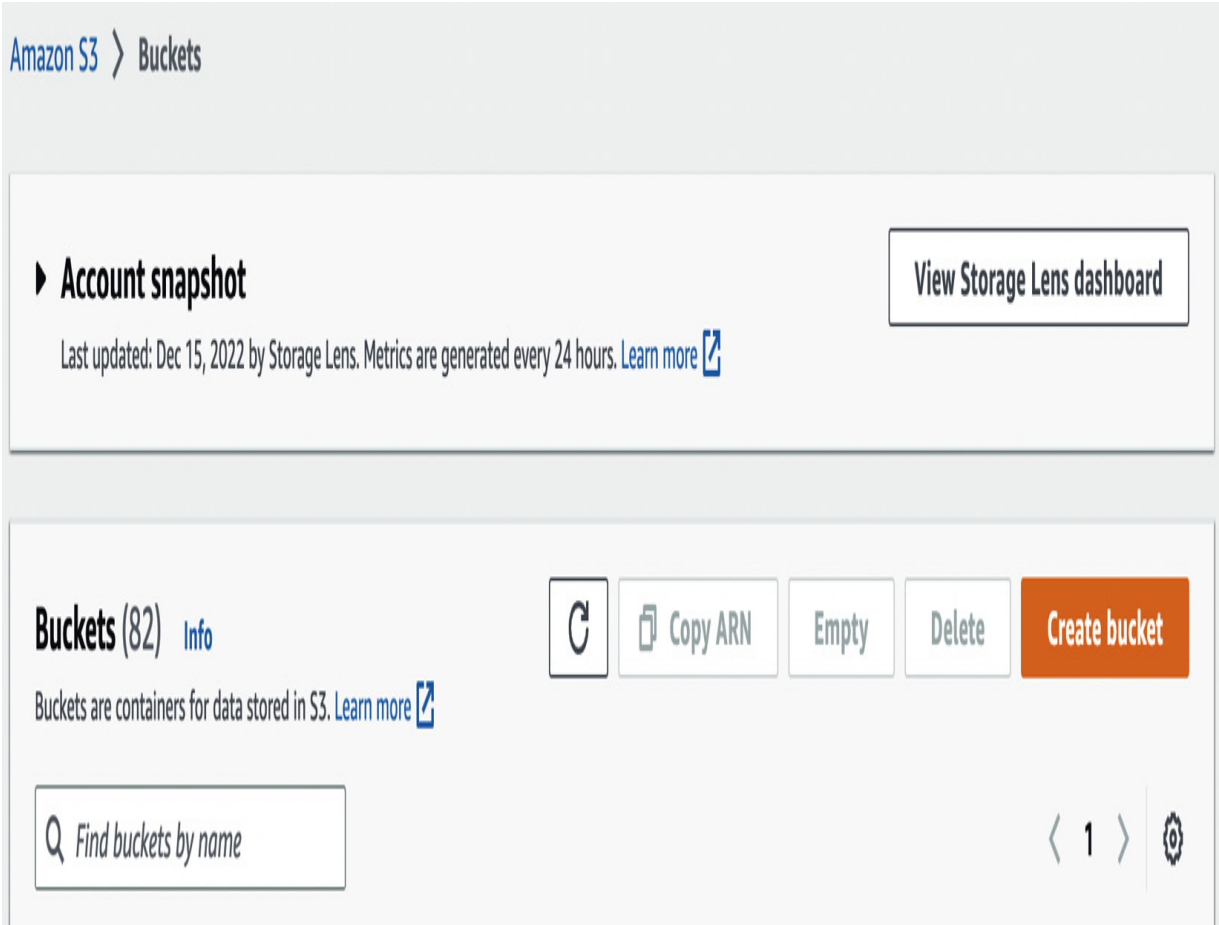 Amazon S3 > Buckets
Account snapshot
View Storage Lens dashboard
Last updated: Dec 15, 2022 by Storage Lens. Metrics are generated every 24 hours. Learn more
Buckets (82) Info
Copy ARN
Empty
Delete
Create bucket
Buckets are containers for data stored in S3. Learn more
Find buckets by name
< 1 >